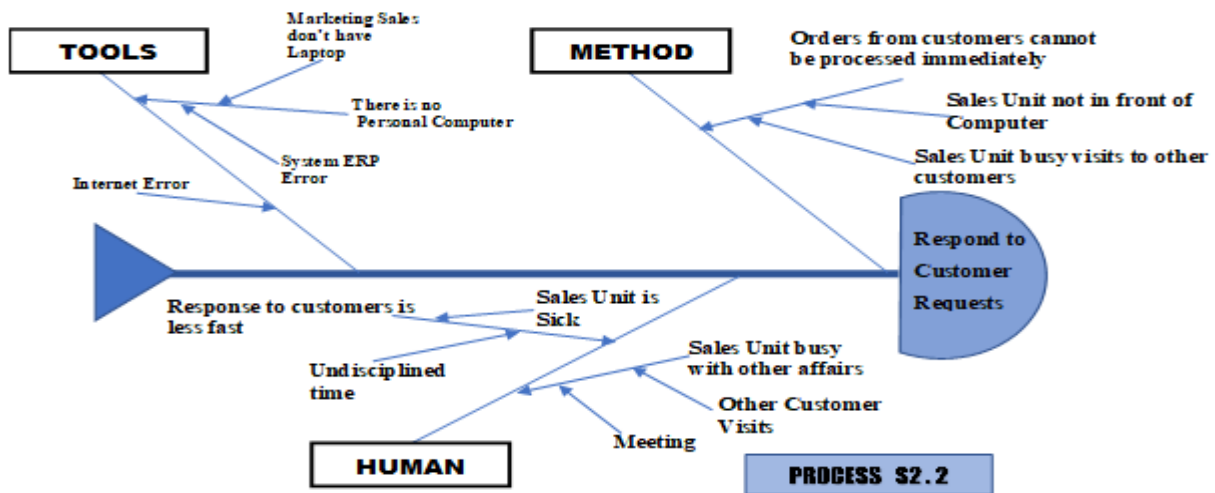 TOOLS
Marketing Sales
don't have
Laptop
There is no
Personal Computer
System ERP
Error
Internet Error
METHOD
Orders from customers cannot
be processed immediately
Sales Unit not in front of
Computer
Sales Unit busy visits to other
customers
Respond to
Customer
Requests
Response to customers is
less fast
Sales Unit is
Sick
Undisciplined
time
Sales Unit busy
with other affairs
Other Customer
Visits
Meeting
HUMAN
PROCESS S2.2